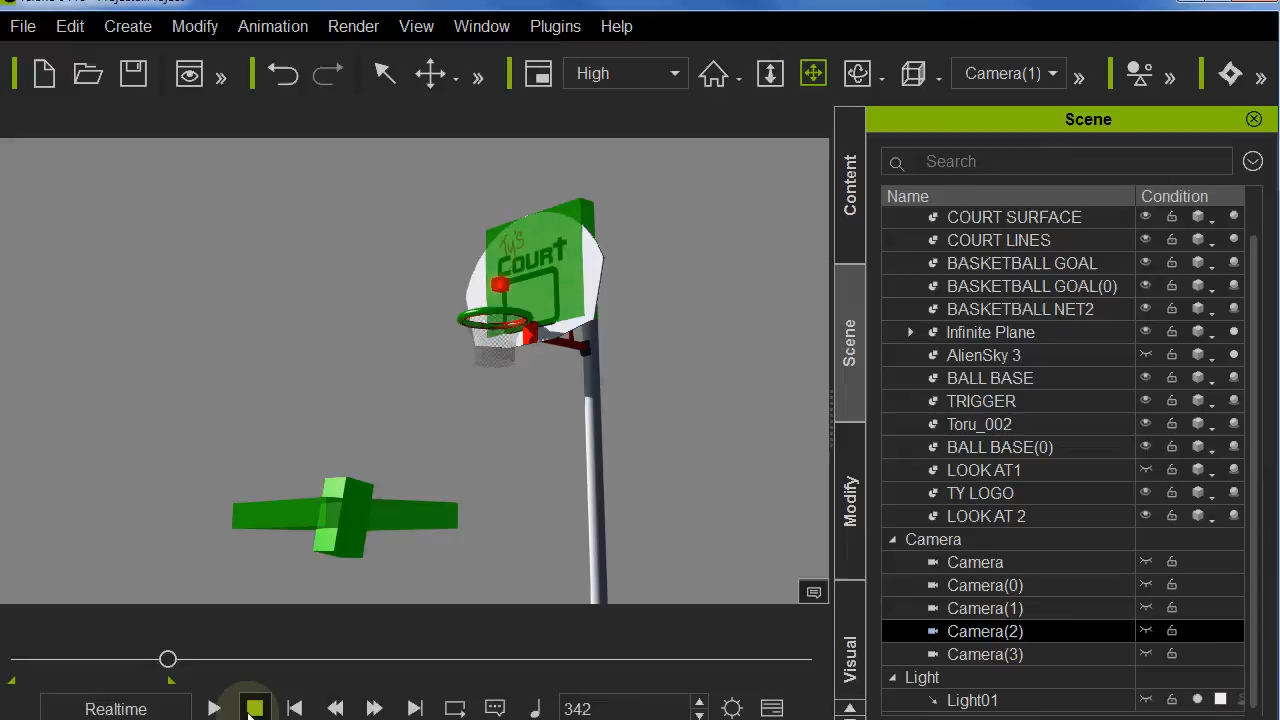 File Edit Create Modify Animation Render View Window Plugins Help
High
Camera(1)
Content
Scene
Modify
Visual
Scene
Search
Name Condition
COURT SURFACE
COURT LINES
BASKETBALL GOAL
BASKETBALL GOAL(0)
BASKETBALL NET2
Infinite Plane
AlienSky 3
BALL BASE
TRIGGER
Toru_002
BALL BASE(0)
LOOK AT1
TY LOGO
LOOK AT 2
Camera
Camera
Camera(0)
Camera(1)
Camera(2)
Camera(3)
Light
Light01
Ty's
COURT
Realtime
342